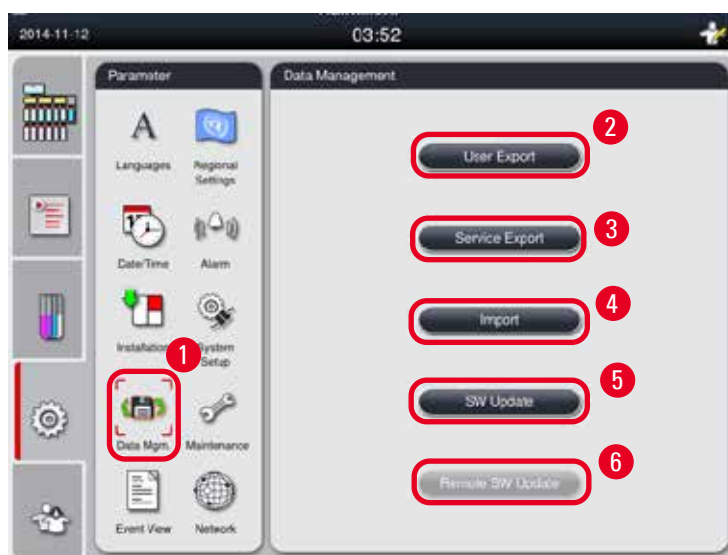 2014-11-12
03:52
Parameter
Data Management
Languages
Regional Settings
Date/Time
Alarm
Installation
System Setup
Data Mgm.
Maintenance
Event View
Network
1
User Export
2
Service Export
3
Import
4
SW Update
5
Remote SW Update
6